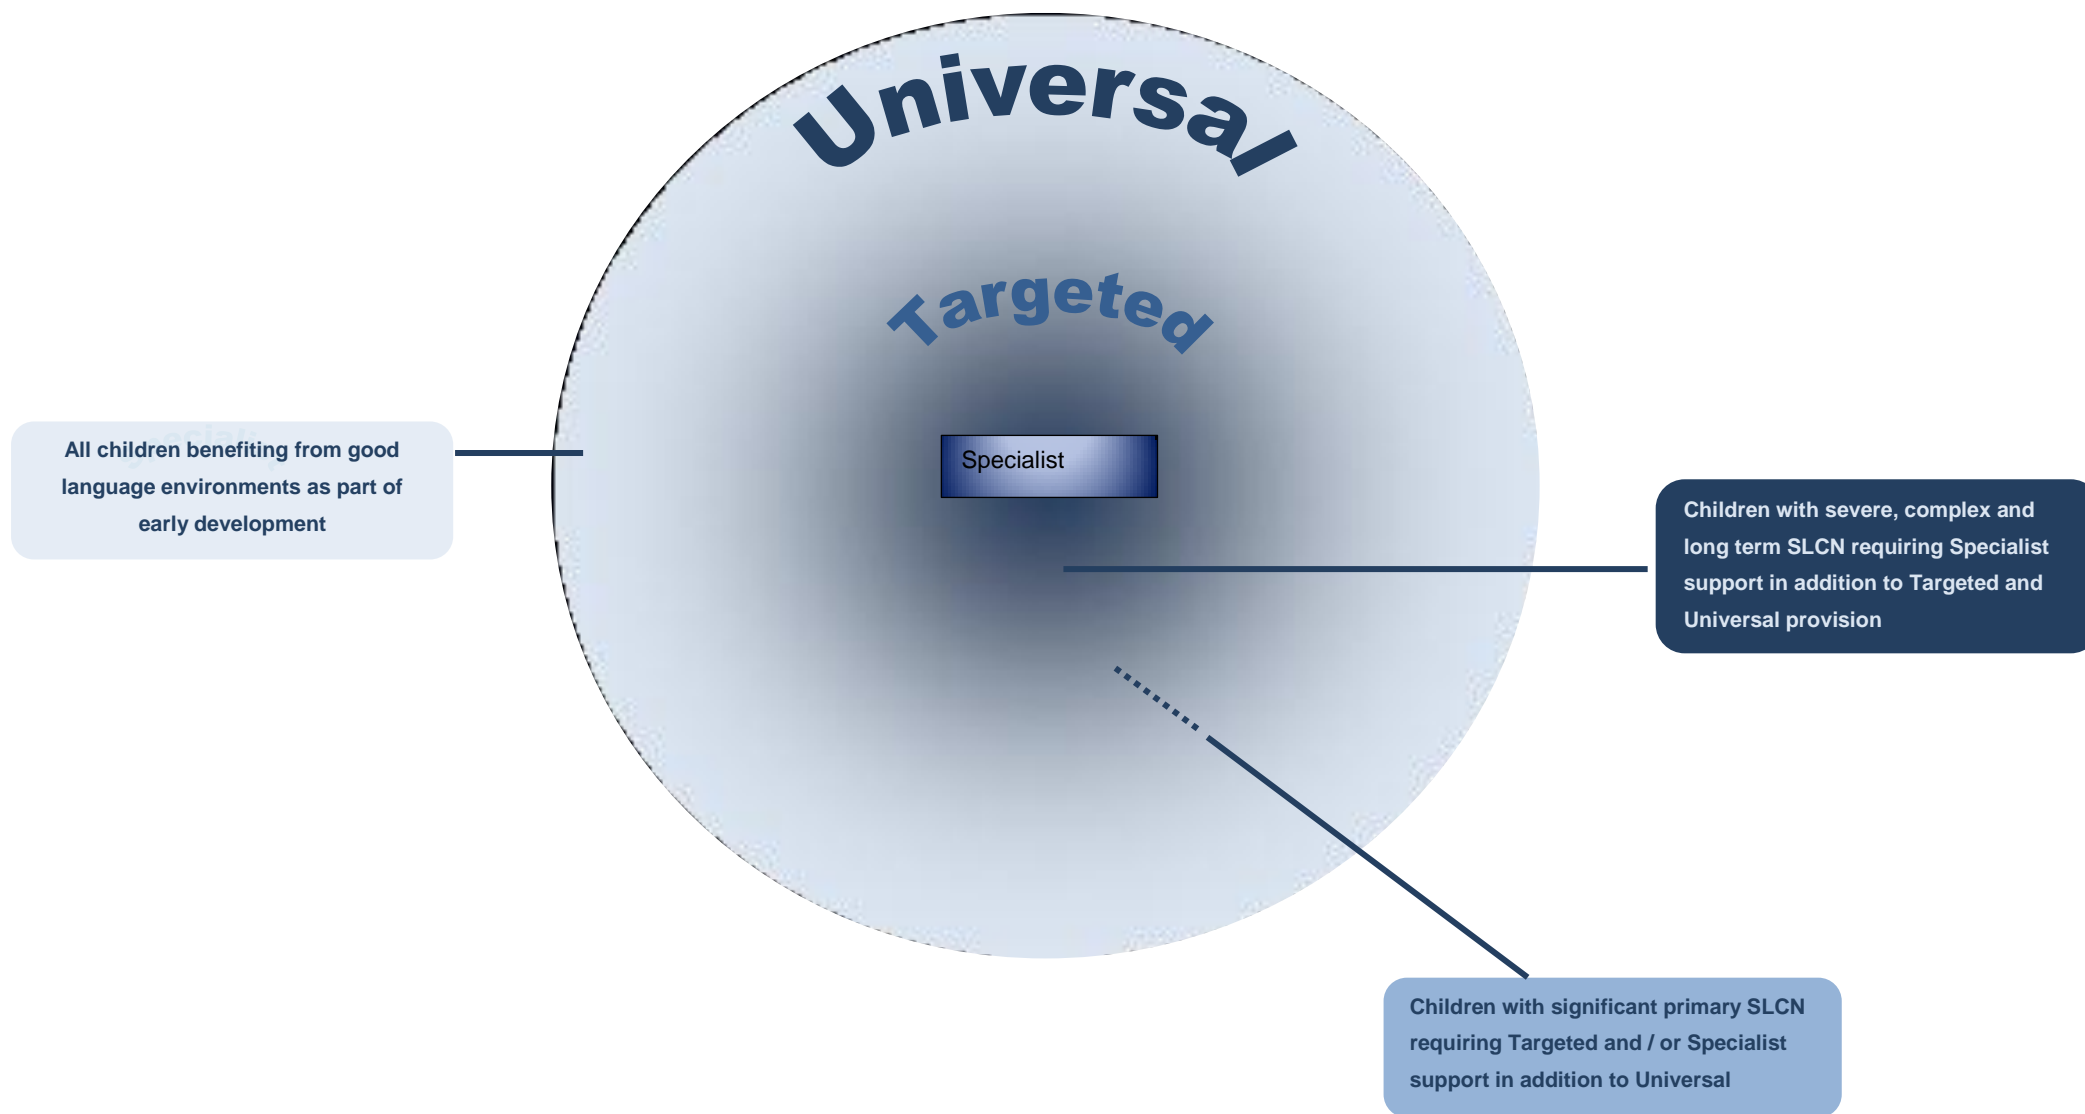 Universal
Targeted
Specialist
All children benefiting from good
language environments as part of
early development
Children with severe, complex and
long term SLCN requiring Specialist
support in addition to Targeted and
Universal provision
Children with significant primary SLCN
requiring Targeted and / or Specialist
support in addition to Universal